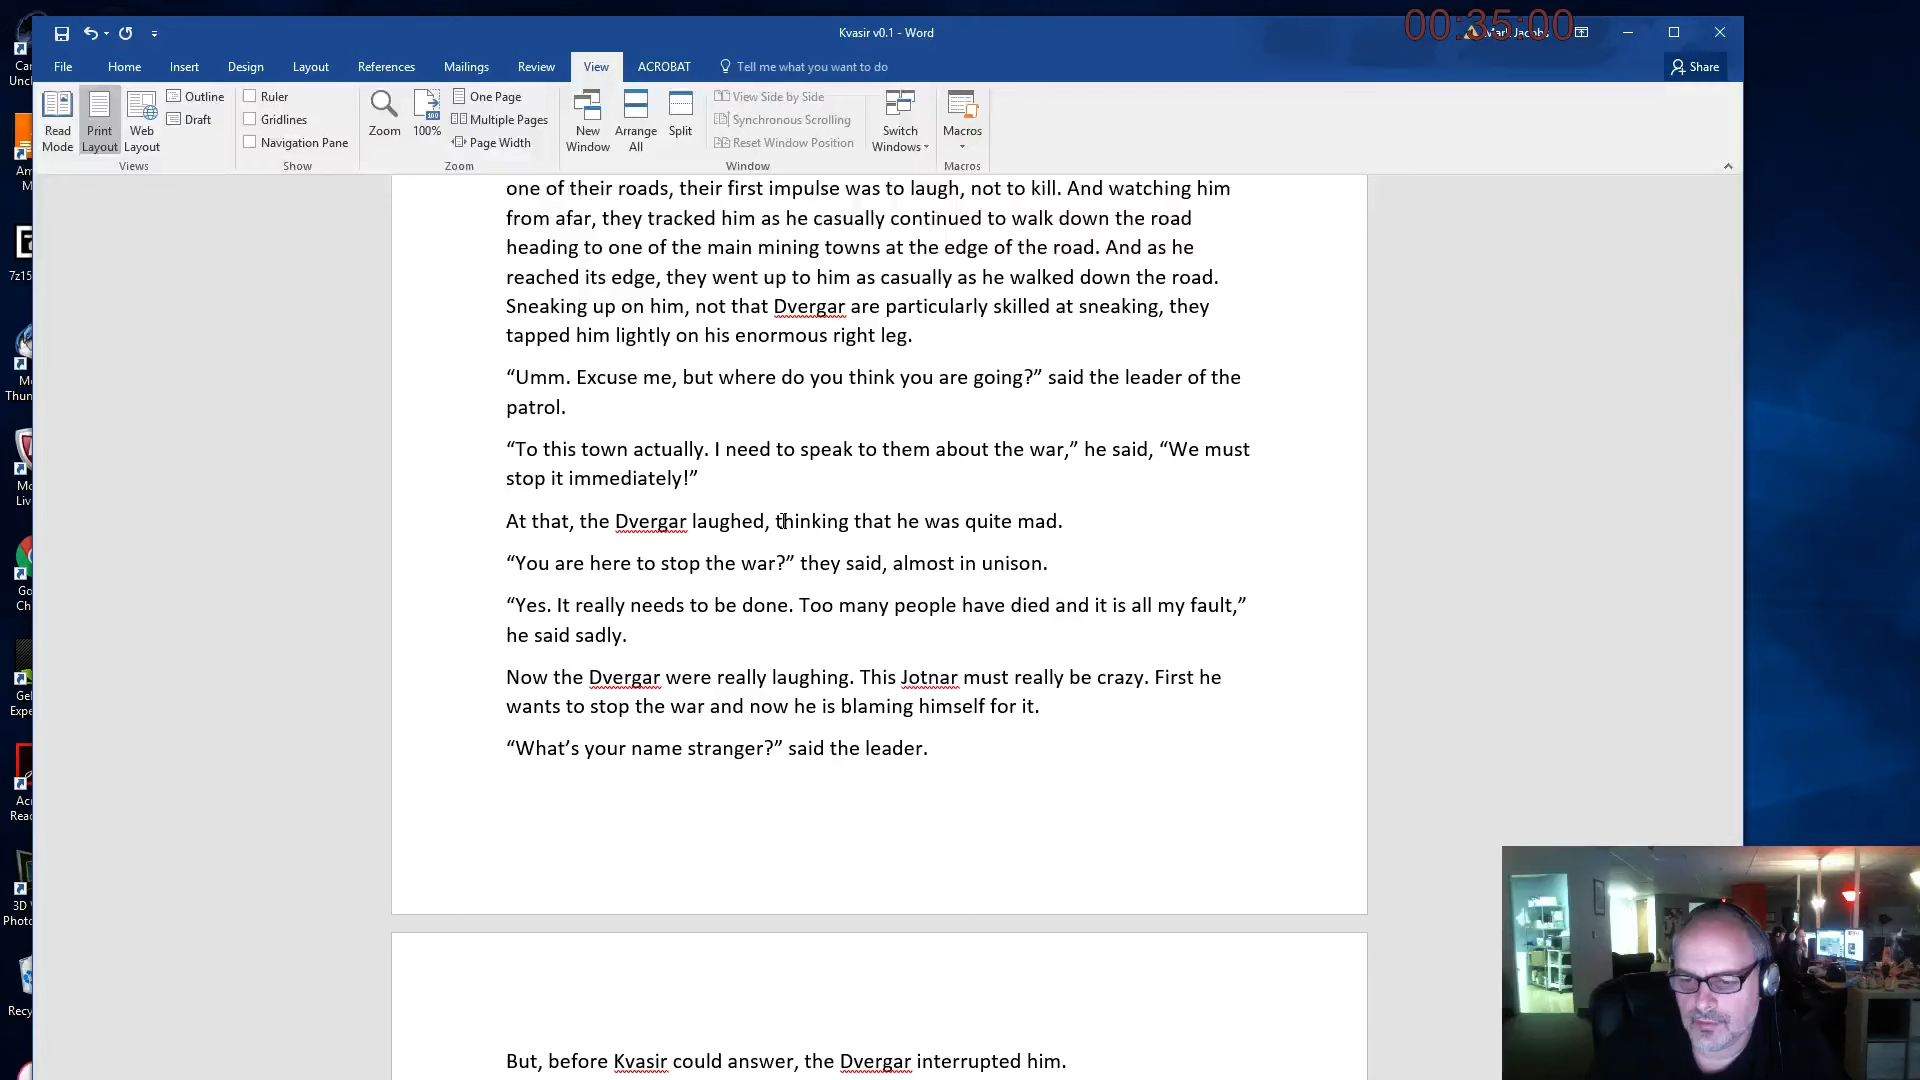 00:35:00
Kvasir v0.1 - Word
File Home Insert Design Layout References Mailings Review View ACROBAT Tell me what you want to do Share
Read Mode
Print Layout
Web Layout
Outline
Draft
Views
Ruler
Gridlines
Navigation Pane
Show
Zoom
100%
One Page
Multiple Pages
Page Width
Zoom
New Window
Arrange All
Split
View Side by Side
Synchronous Scrolling
Reset Window Position
Window
Switch Windows
Macros
Macros
one of their roads, their first impulse was to laugh, not to kill. And watching him
from afar, they tracked him as he casually continued to walk down the road
heading to one of the main mining towns at the edge of the road. And as he
reached its edge, they went up to him as casually as he walked down the road.
Sneaking up on him, not that Dvergar are particularly skilled at sneaking, they
tapped him lightly on his enormous right leg.
“Umm. Excuse me, but where do you think you are going?” said the leader of the
patrol.
“To this town actually. I need to speak to them about the war,” he said, “We must
stop it immediately!”
At that, the Dvergar laughed, thinking that he was quite mad.
“You are here to stop the war?” they said, almost in unison.
“Yes. It really needs to be done. Too many people have died and it is all my fault,”
he said sadly.
Now the Dvergar were really laughing. This Jotnar must really be crazy. First he
wants to stop the war and now he is blaming himself for it.
“What’s your name stranger?” said the leader.
But, before Kvasir could answer, the Dvergar interrupted him.